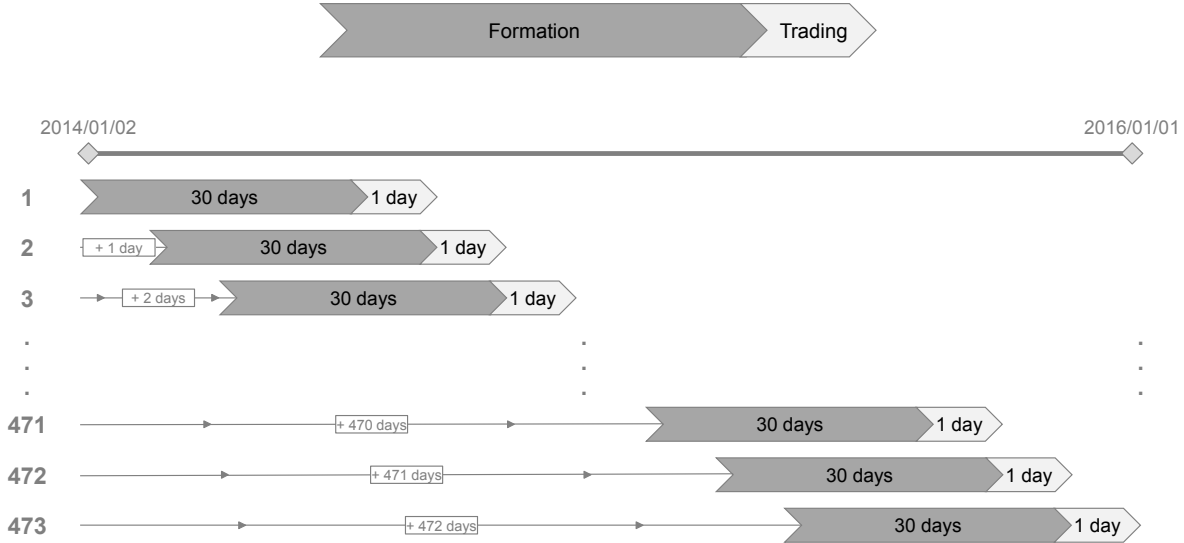 Formation Trading
2014/01/02 2016/01/01
1 30 days 1 day
2 + 1 day 30 days 1 day
3 + 2 days 30 days 1 day
471 + 470 days 30 days 1 day
472 + 471 days 30 days 1 day
473 + 472 days 30 days 1 day